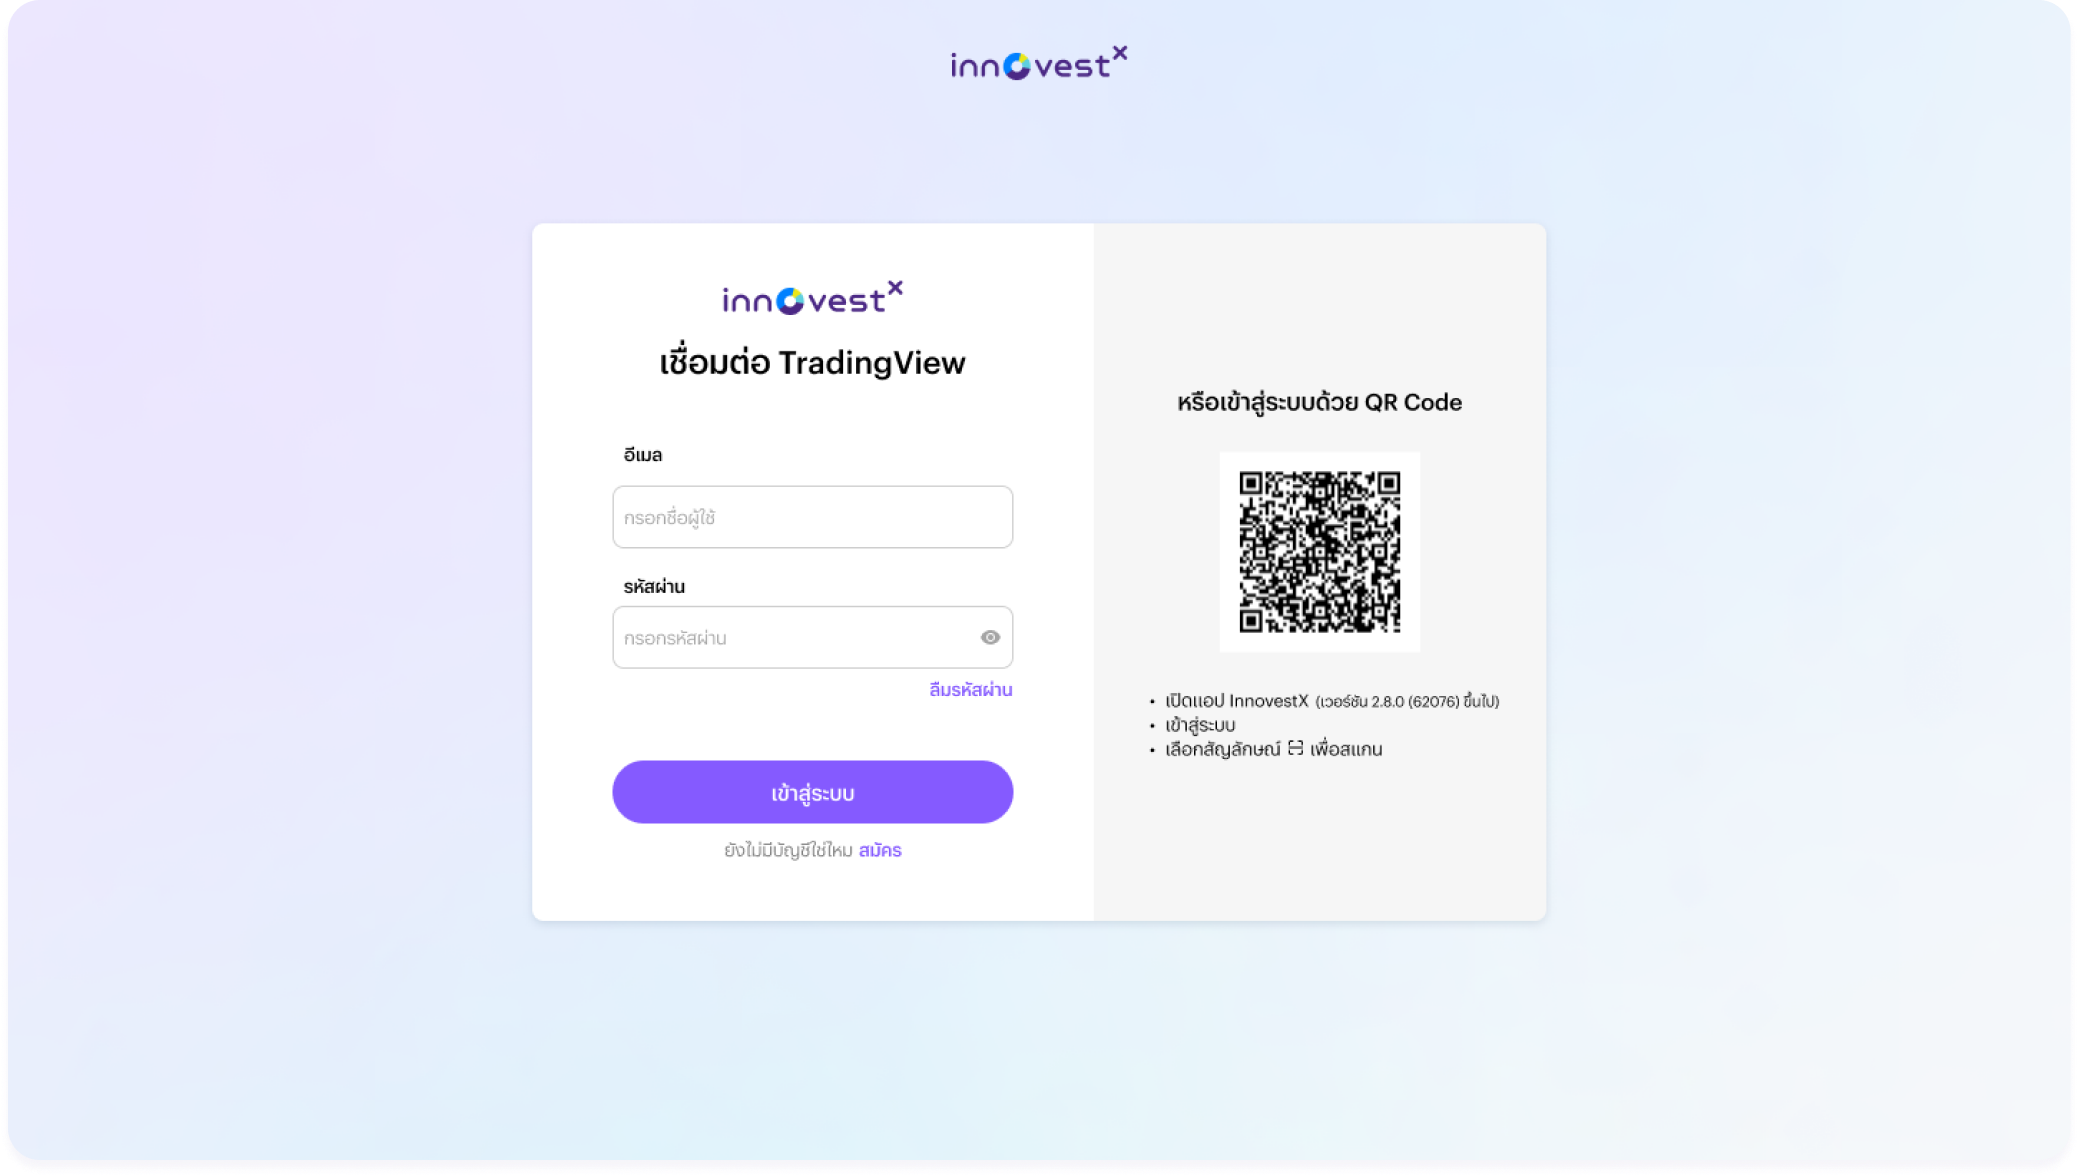 innovestx
innovestx
เชื่อมต่อ TradingView
อีเมล
กรอกชื่อผู้ใช้
รหัสผ่าน
กรอกรหัสผ่าน
ลืมรหัสผ่าน
เข้าสู่ระบบ
ยังไม่มีบัญชีใช่ไหม สมัคร
หรือเข้าสู่ระบบด้วย QR Code
• เปิดแอป InnovestX (เวอร์ชัน 2.8.0 (62076) ขึ้นไป)
• เข้าสู่ระบบ
• เลือกสัญลักษณ์ เพื่อสแกน